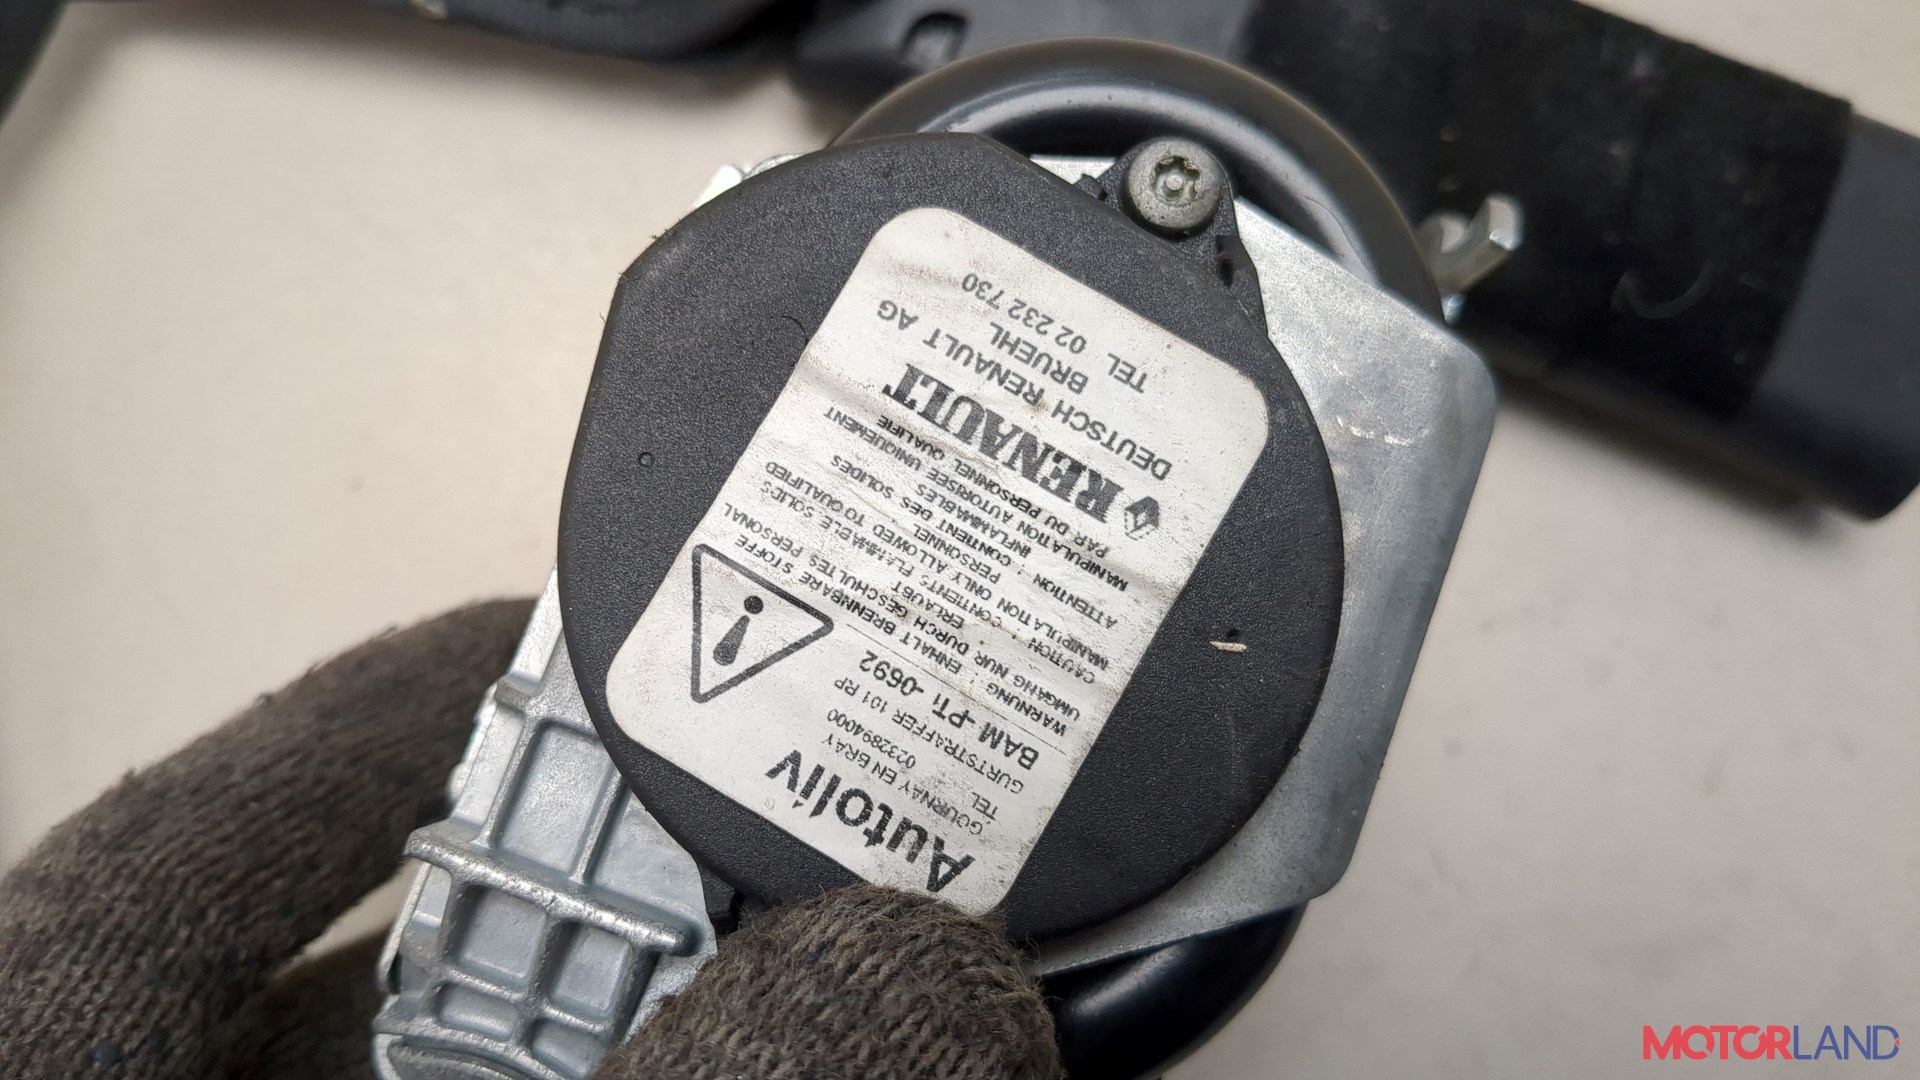 Autoliv
GOURNAY EN BRAY
TEL 0232894000
GURTSTRAFFER 101 RP
BAM -PTi -0692
WARNUNG : ENHALT BRENNBARE STOFFE
UMGANG NUR DURCH GESCHULTES PERSONAL
ERLAUBT
CAUTION : CONTIENTS FLAMMABLE SOLIDS
MANIPULATION ONLY ALLOWED TO QUALIFIED
PERSONNEL
ATTENTION : CONTIENT DES SOLIDES
INFLAMMABLES
MANIPULATION AUTORISEE UNIQUEMENT
PAR DU PERSONNEL QUALIFIE
RENAULT
DEUTSCH RENAULT AG
BRUEHL
TEL 02 232 730
MOTORLAND